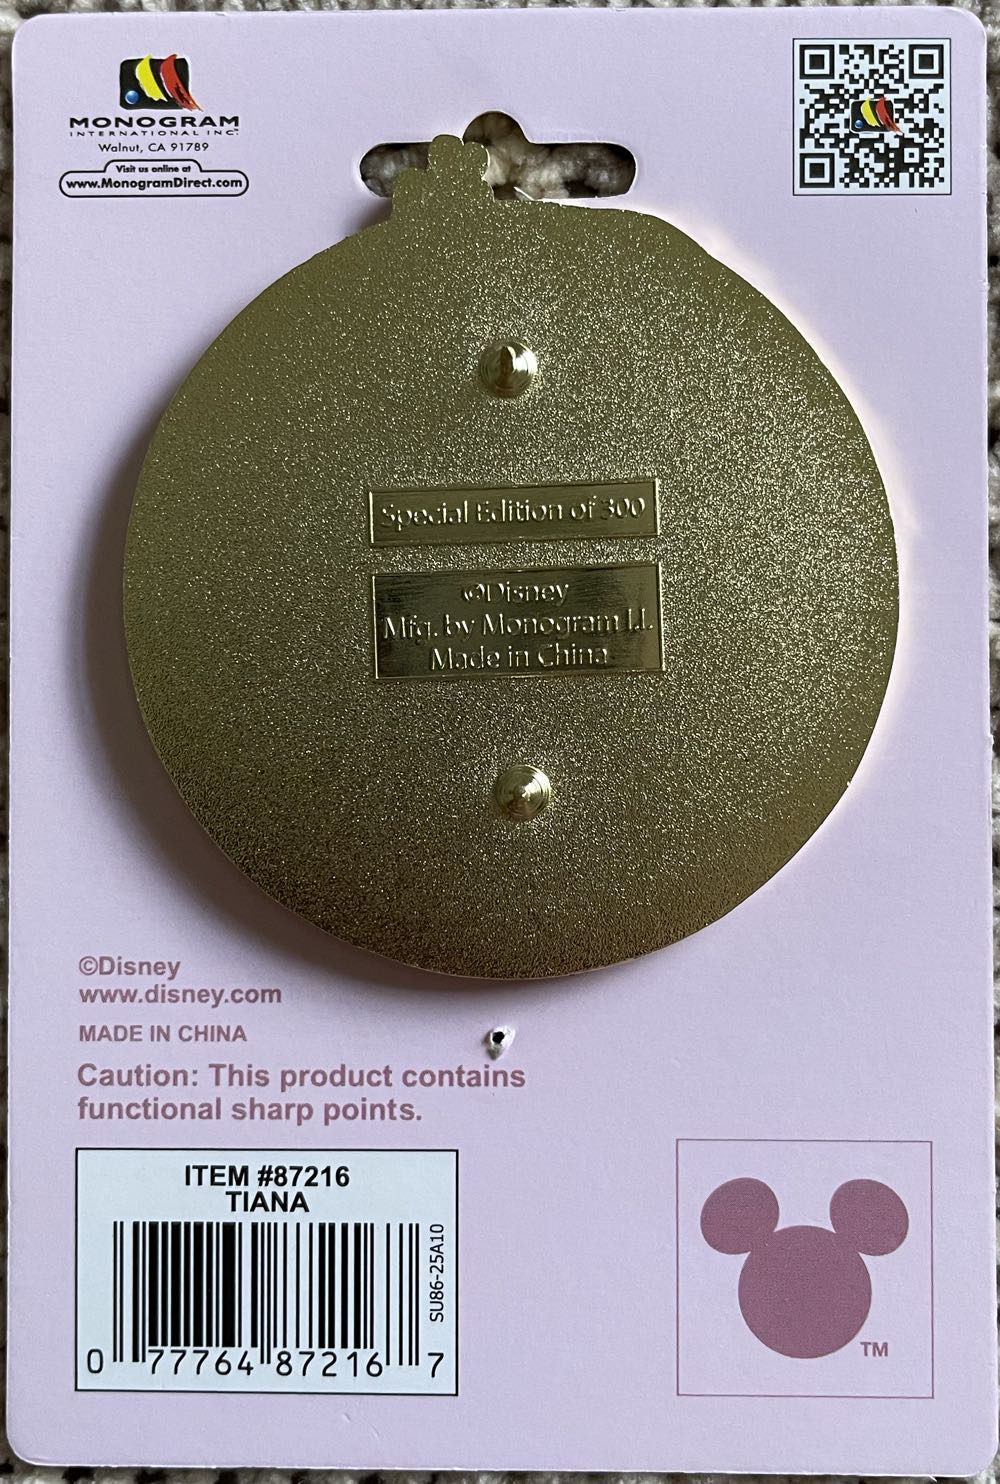 MONOGRAM
INTERNATIONAL INC.™
Walnut, CA 91789
Visit us online at
www.MonogramDirect.com
Special Edition of 300
©Disney
Mfg. by Monogram I.I.
Made in China
©Disney
www.disney.com
MADE IN CHINA
Caution: This product contains
functional sharp points.
ITEM #87216
TIANA
SU86-25A10
0 77764 87216 7
TM